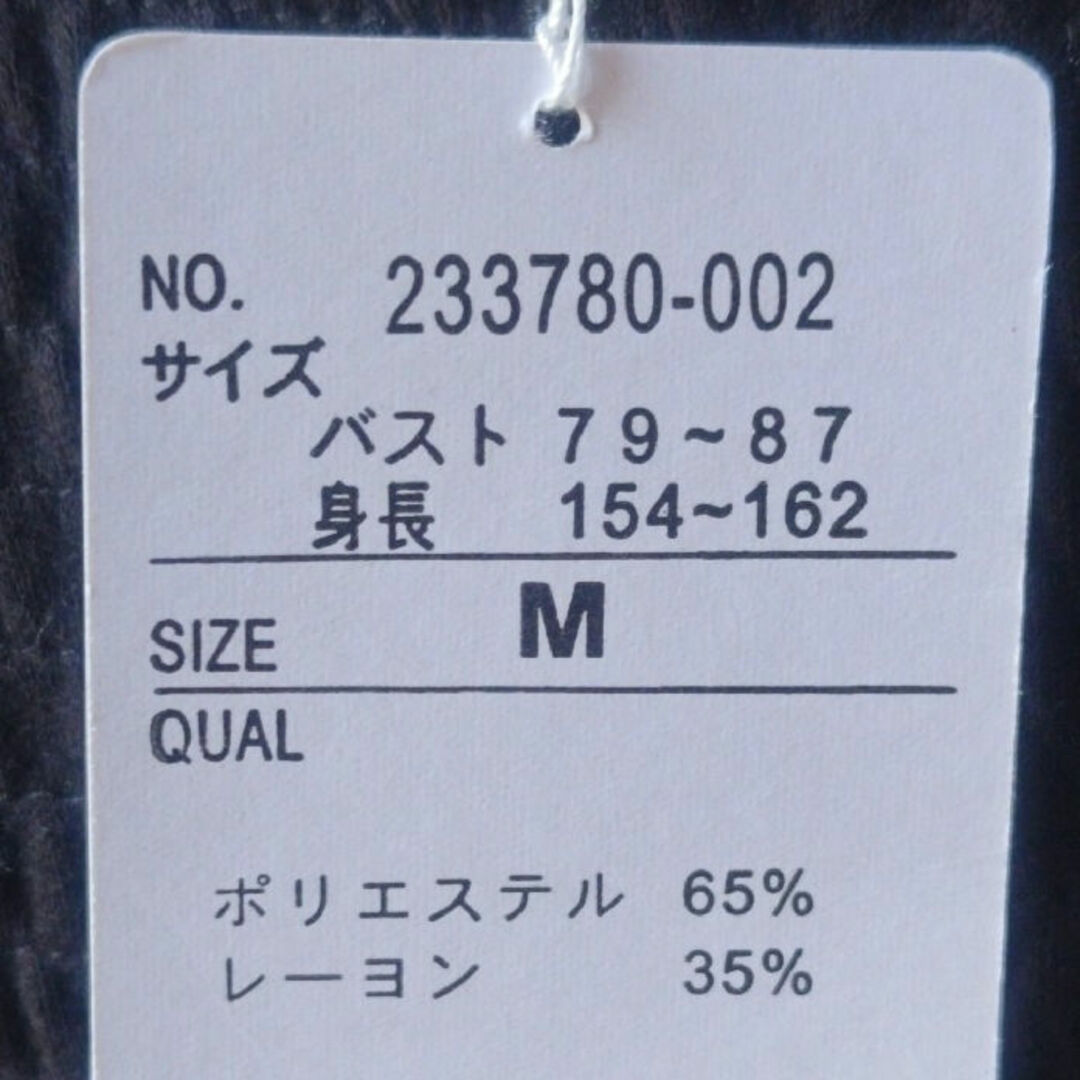 NO. 233780-002
サイズ
バスト 79~87
身長 154~162
SIZE M
QUAL
ポリエステル 65%
レーヨン 35%